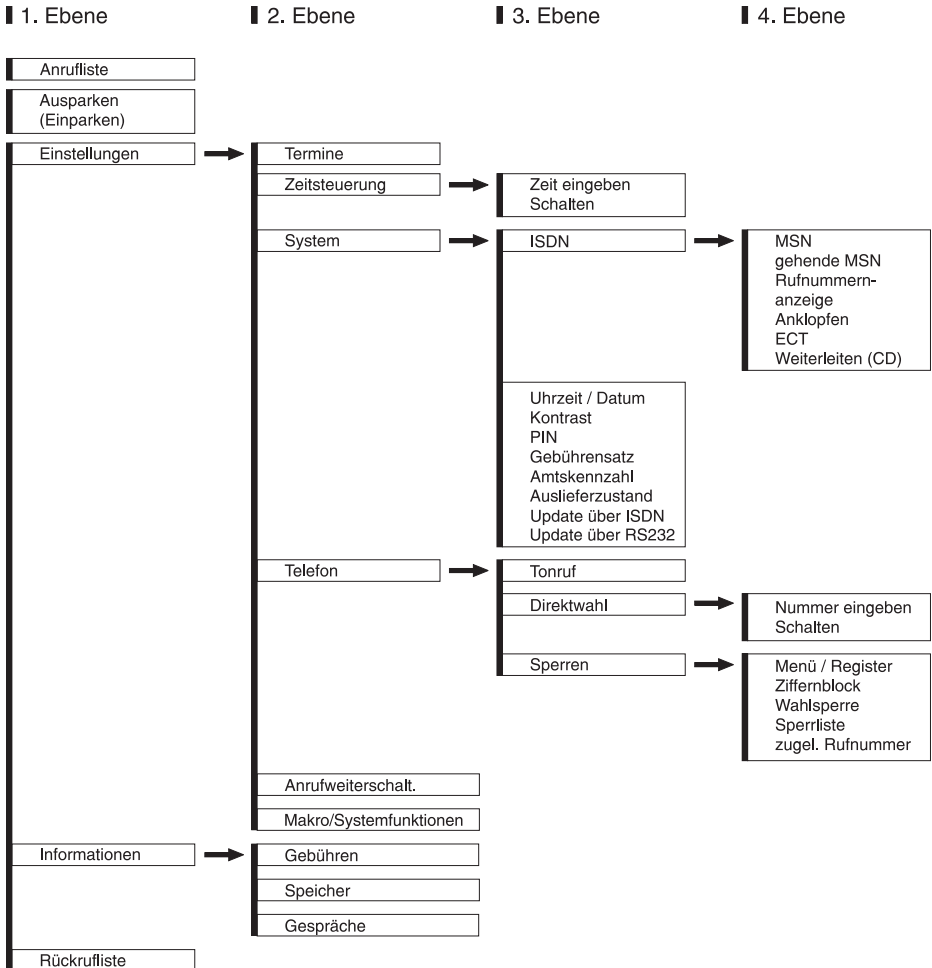 1. Ebene
2. Ebene
3. Ebene
4. Ebene
Anrufliste
Ausparken
(Einparken)
Einstellungen
Termine
Zeitsteuerung
Zeit eingeben
Schalten
System
ISDN
MSN
gehende MSN
Rufnummern-
anzeige
Anklopfen
ECT
Weiterleiten (CD)
Uhrzeit / Datum
Kontrast
PIN
Gebührensatz
Amtskennzahl
Auslieferzustand
Update über ISDN
Update über RS232
Telefon
Tonruf
Direktwahl
Nummer eingeben
Schalten
Sperren
Menü / Register
Ziffernblock
Wahlsperre
Sperrliste
zugel. Rufnummer
Anrufweiterschalt.
Makro/Systemfunktionen
Informationen
Gebühren
Speicher
Gespräche
Rückrufliste